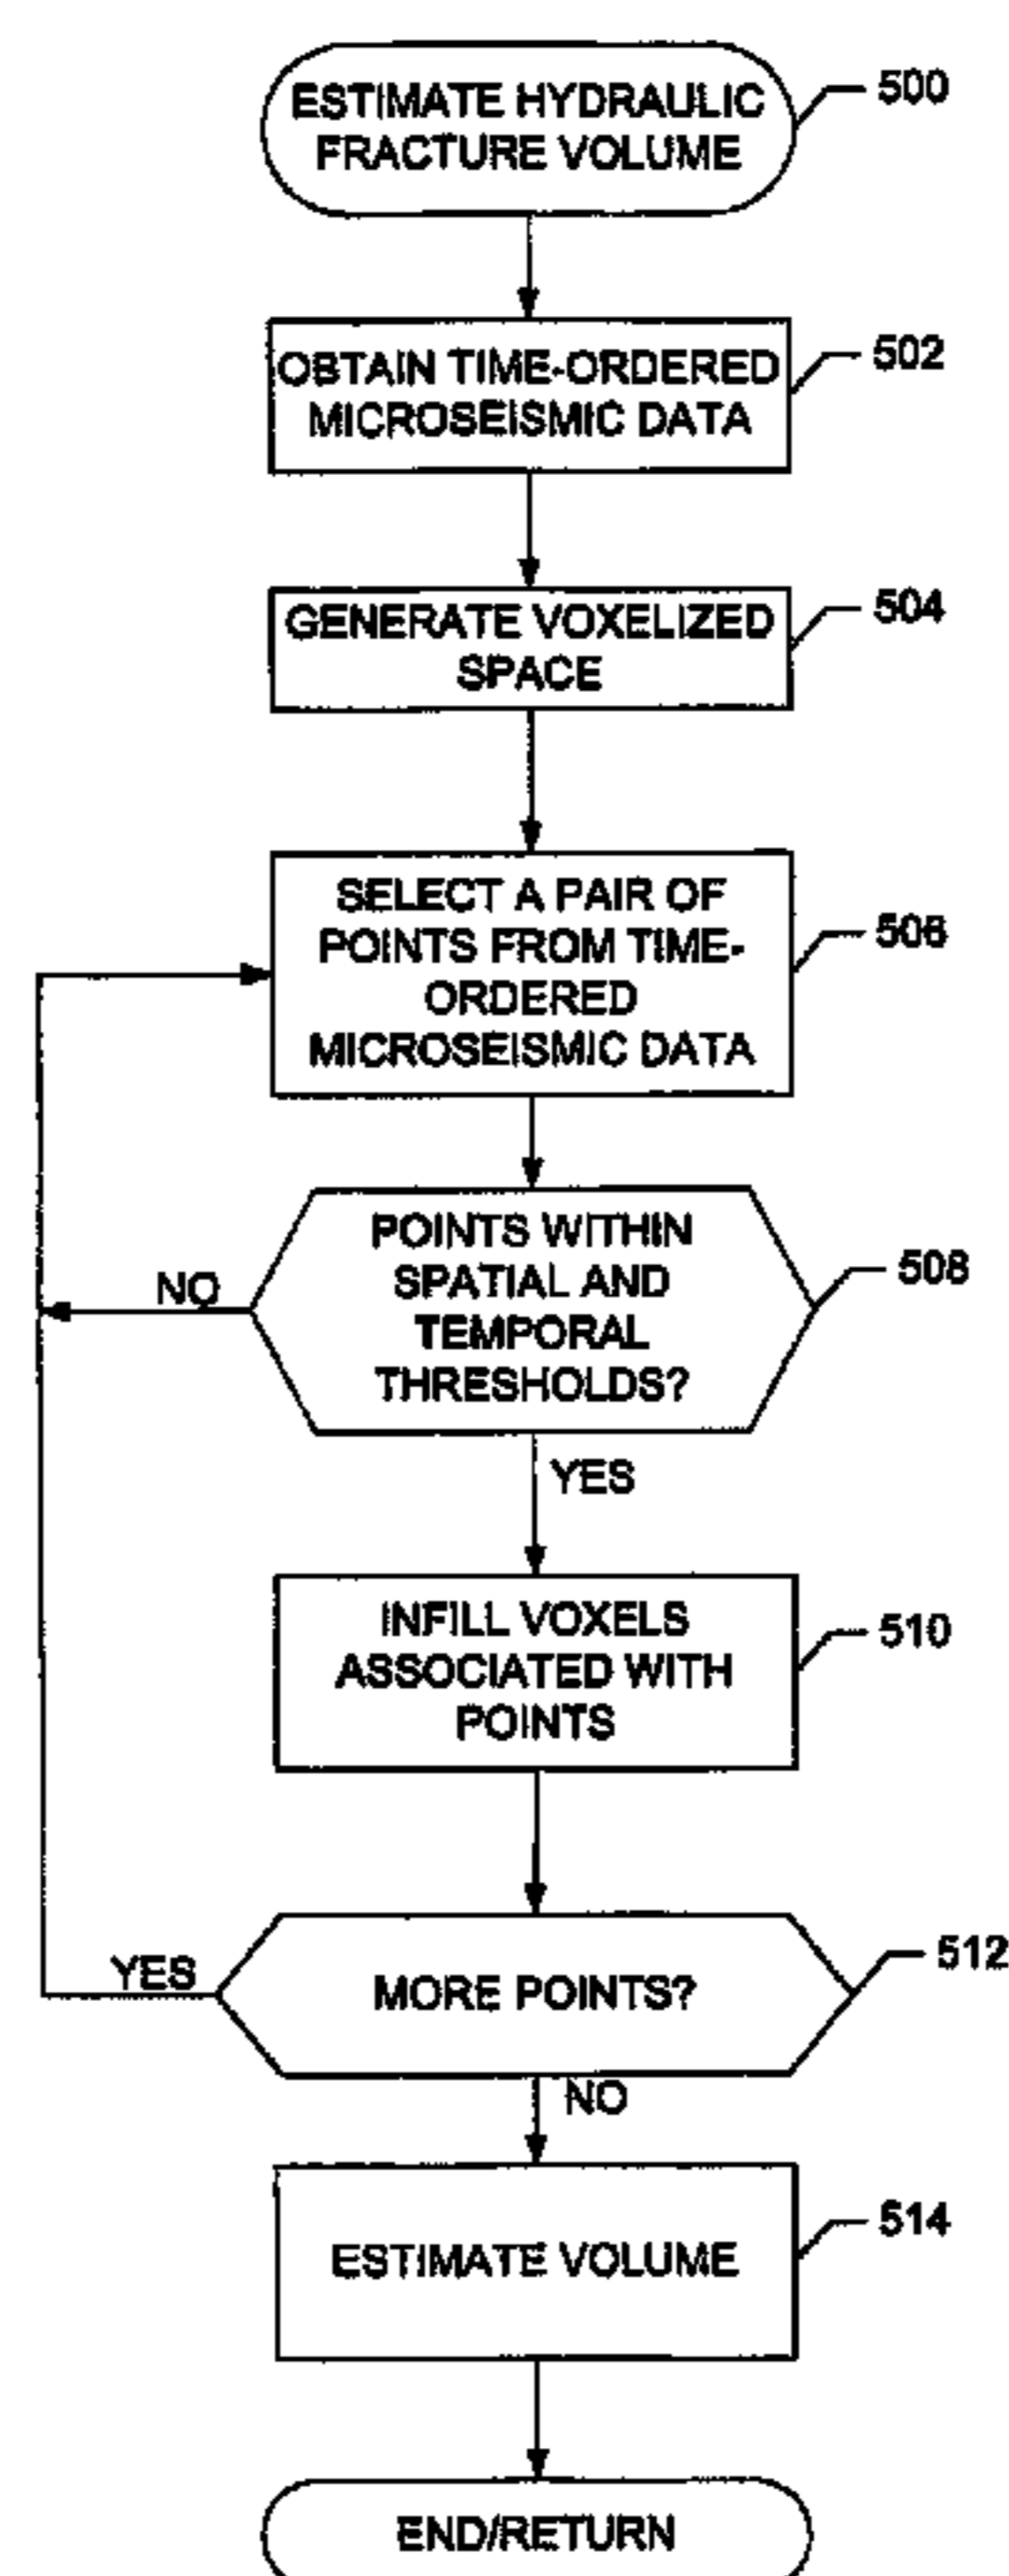 ESTIMATE HYDRAULIC
FRACTURE VOLUME
500
OBTAIN TIME-ORDERED
MICROSEISMIC DATA
502
GENERATE VOXELIZED
SPACE
504
SELECT A PAIR OF
POINTS FROM TIME-
ORDERED
MICROSEISMIC DATA
506
POINTS WITHIN
SPATIAL AND
TEMPORAL
THRESHOLDS?
508
NO
YES
INFILL VOXELS
ASSOCIATED WITH
POINTS
510
MORE POINTS?
512
YES
NO
ESTIMATE VOLUME
514
END/RETURN